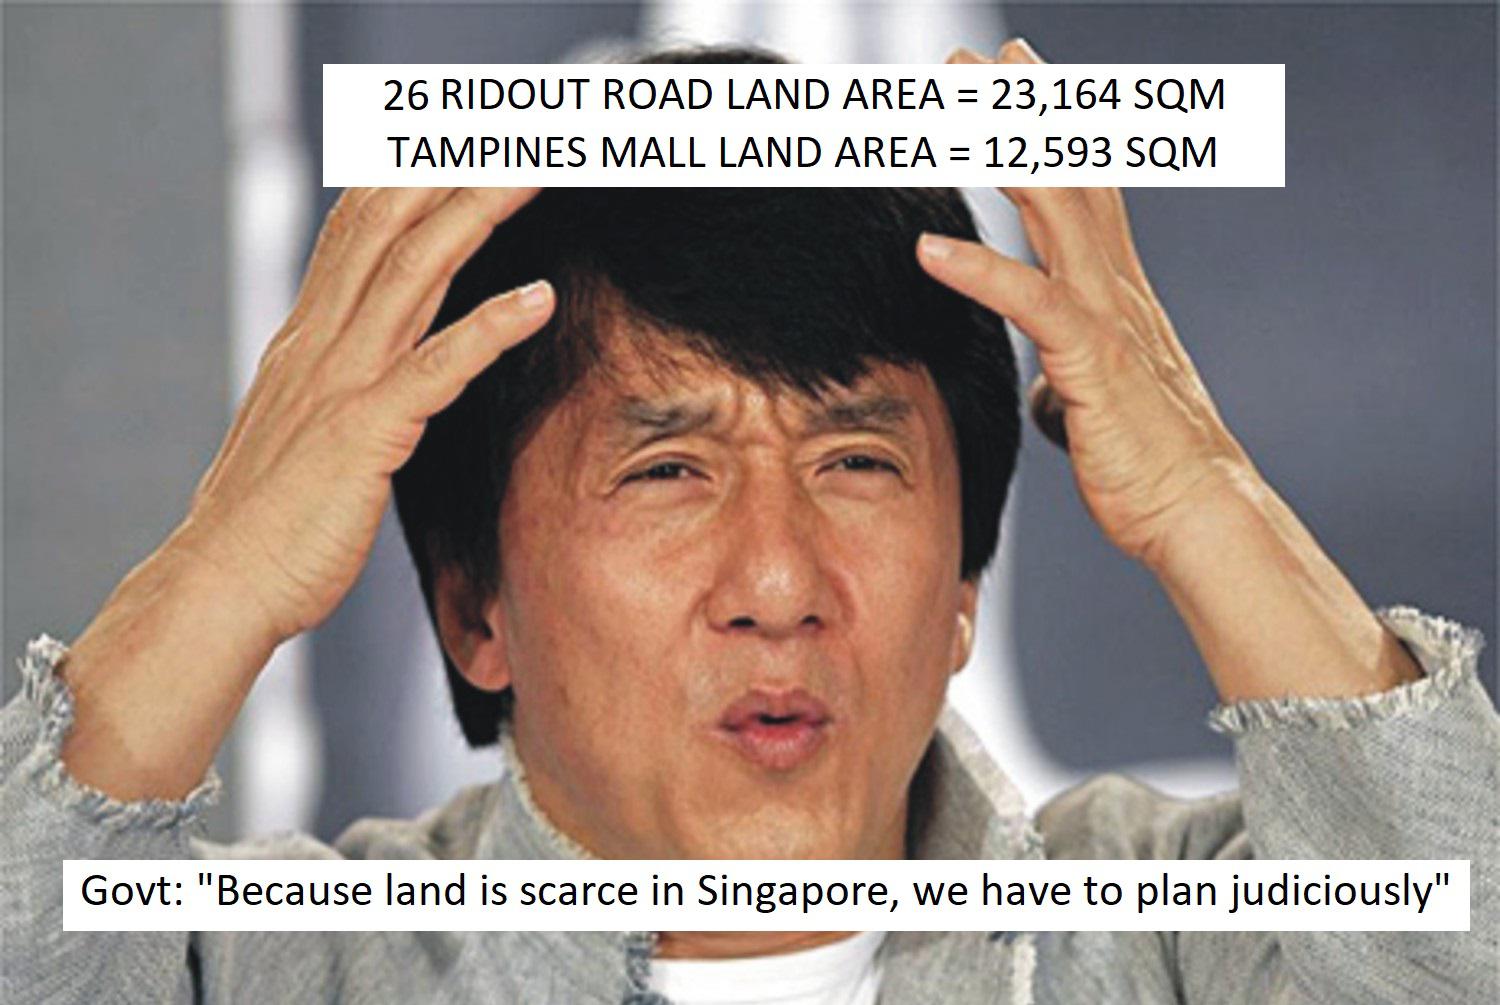 26 RIDOUT ROAD LAND AREA = 23,164 SQM
TAMPINES MALL LAND AREA = 12,593 SQM
Govt: "Because land is scarce in Singapore, we have to plan judiciously"